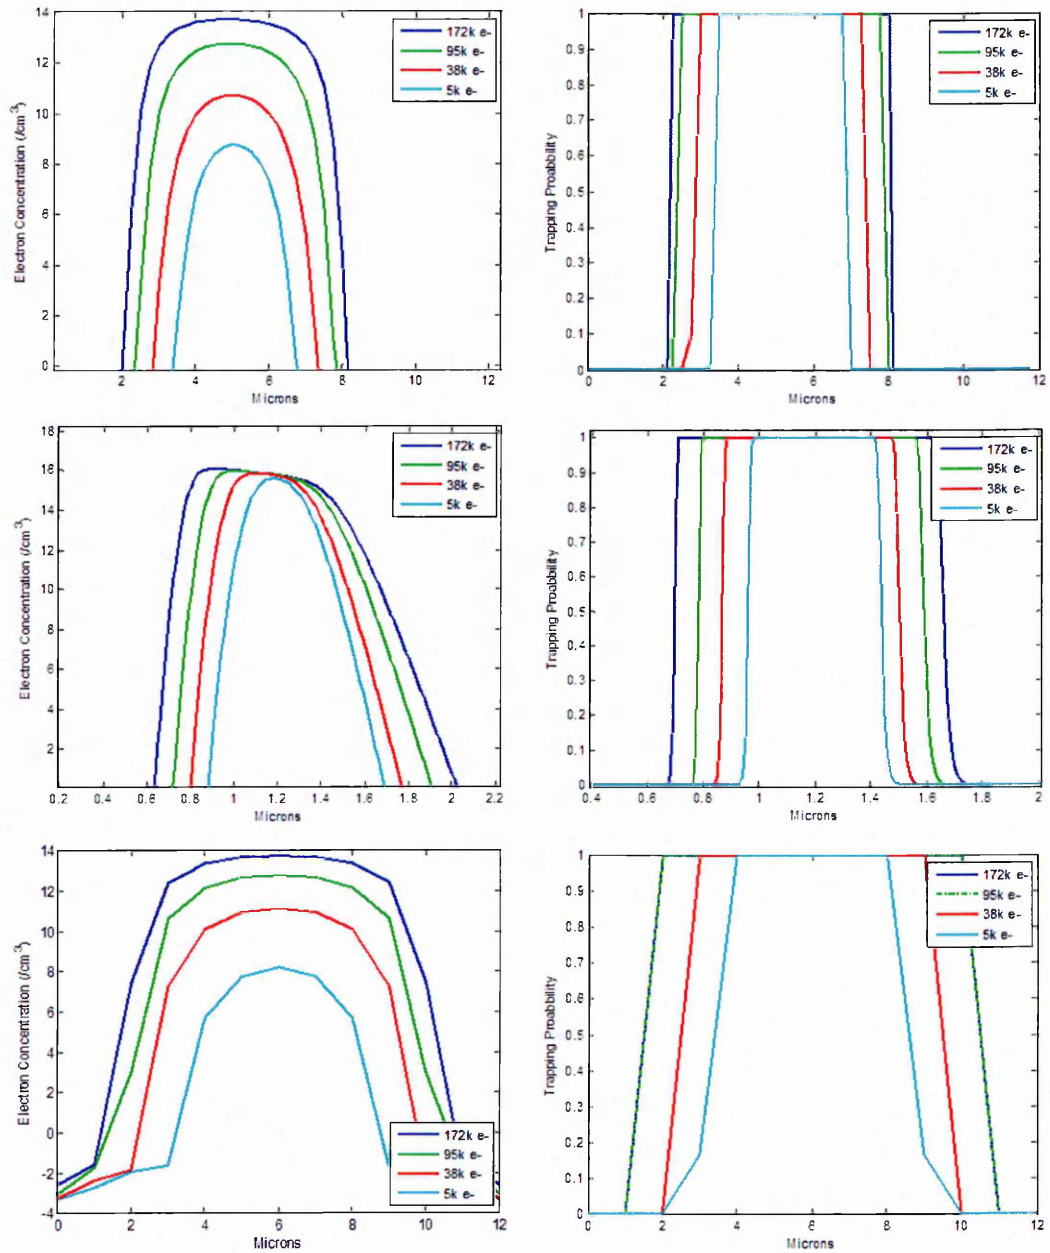 14
12
10
8
6
4
2
0
2 4 6 8 10 12
Electron Concentration (/cm3)
Microns
172k e-
95k e-
38k e-
5k e-
1
0.9
0.8
0.7
0.6
0.5
0.4
0.3
0.2
0.1
0
0 2 4 6 8 10 12
Trapping Proabbility
Microns
172k e-
95k e-
38k e-
5k e-
18
16
14
12
10
8
6
4
2
0.2 0.4 0.6 0.8 1 1.2 1.4 1.6 1.8 2 2.2
Electron Concentration (/cm3)
Microns
172k e-
95k e-
38k e-
5k e-
1
0.9
0.8
0.7
0.6
0.5
0.4
0.3
0.2
0.1
0
0.4 0.6 0.8 1 1.2 1.4 1.6 1.8 2
Trapping Proabbility
Microns
172k e-
95k e-
38k e-
5k e-
14
12
10
8
6
4
2
0
-2
-4
0 2 4 6 8 10 12
Electron Concentration (/cm3)
Microns
172k e-
95k e-
38k e-
5k e-
1
0.9
0.8
0.7
0.6
0.5
0.4
0.3
0.2
0.1
0
0 2 4 6 8 10 12
Trapping Proabbility
Microns
172k e-
95k e-
38k e-
5k e-